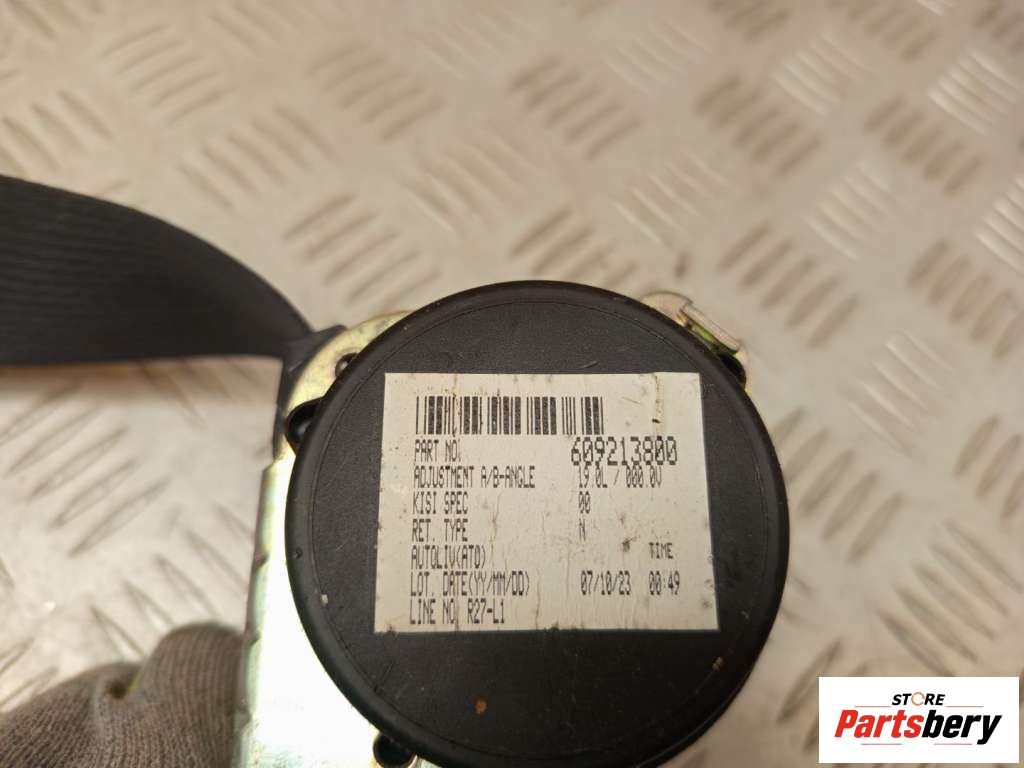 PART NO. 609213800
ADJUSTMENT A/B-ANGLE 19.0L / 000.0V
KISI SPEC 00
RET. TYPE N
AUTOLIV(ATO) TIME
LOT. DATE(YY/MM/DD) 07/10/23 00:49
LINE NO. R27-L1
STORE
Partsbery